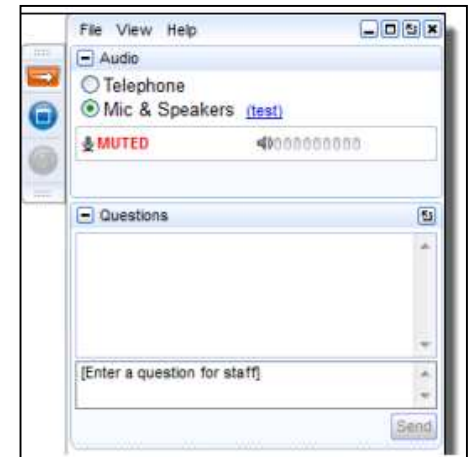 File View Help
Audio
Telephone
Mic & Speakers (test)
MUTED
Questions
[Enter a question for staff]
Send